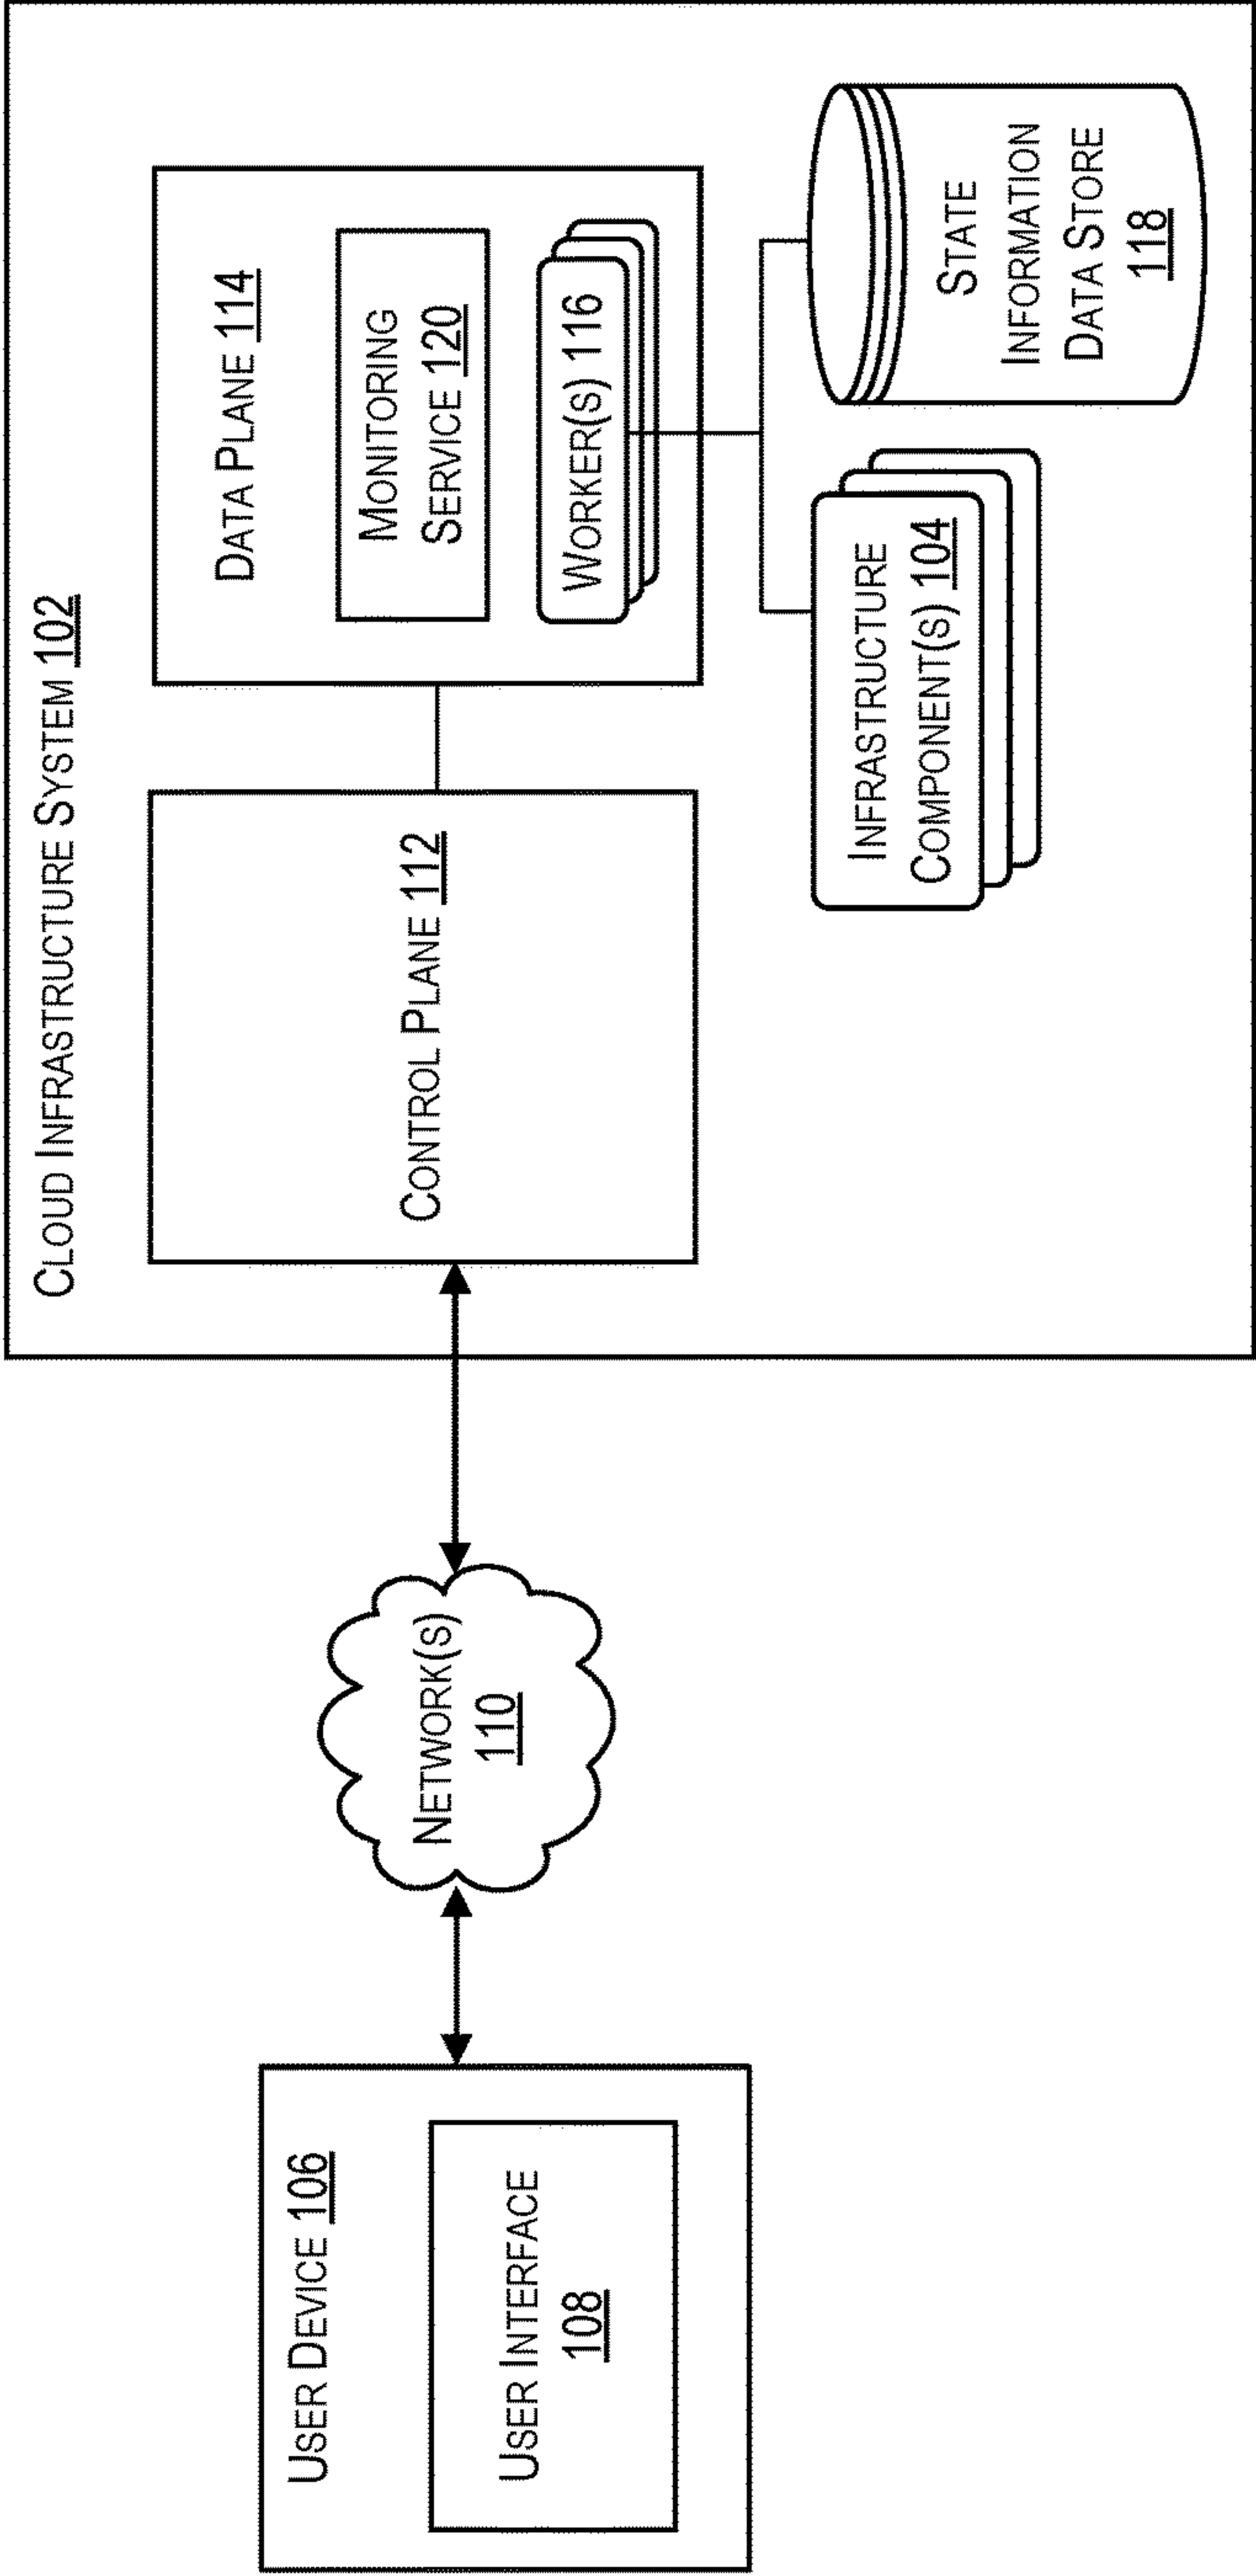 CLOUD INFRASTRUCTURE SYSTEM 102
USER DEVICE 106
USER INTERFACE
108
NETWORK(S)
110
CONTROL PLANE 112
DATA PLANE 114
MONITORING
SERVICE 120
WORKER(S) 116
INFRASTRUCTURE
COMPONENT(S) 104
STATE
INFORMATION
DATA STORE
118